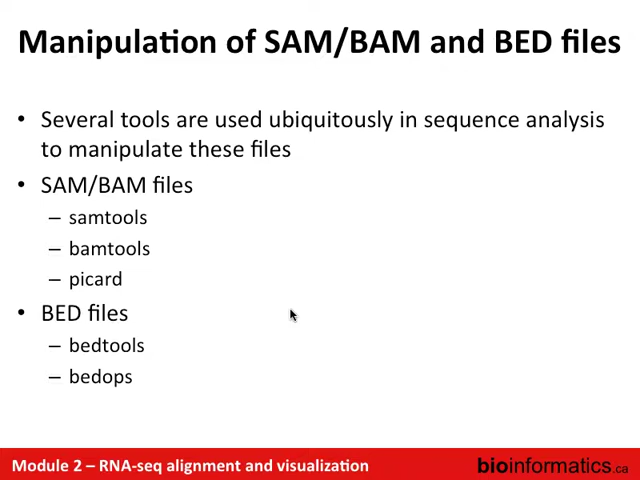 Manipulation of SAM/BAM and BED files
• Several tools are used ubiquitously in sequence analysis
to manipulate these files
• SAM/BAM files
– samtools
– bamtools
– picard
• BED files
– bedtools
– bedops
Module 2 – RNA-seq alignment and visualization
bioinformatics.ca